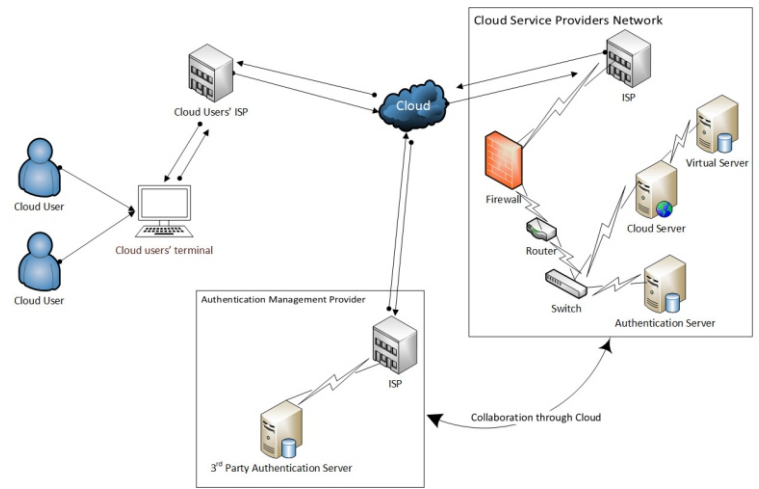 Cloud Service Providers Network
ISP
Cloud Users' ISP
Cloud
Virtual Server
Firewall
Cloud User
Cloud Server
Cloud users' terminal
Router
Cloud User
Authentication Management Provider
Switch
Authentication Server
ISP
Collaboration through Cloud
3rd Party Authentication Server